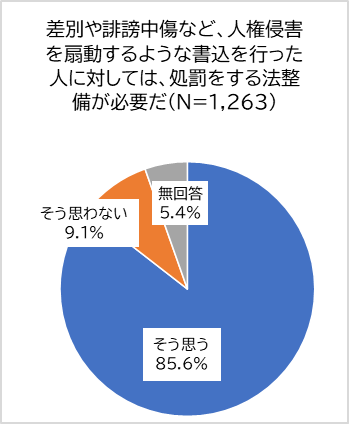 差別や誹謗中傷など、人権侵害
を扇動するような書込を行った
人に対しては、処罰をする法整
備が必要だ(N=1,263)
無回答
5.4%
そう思わない
9.1%
そう思う
85.6%